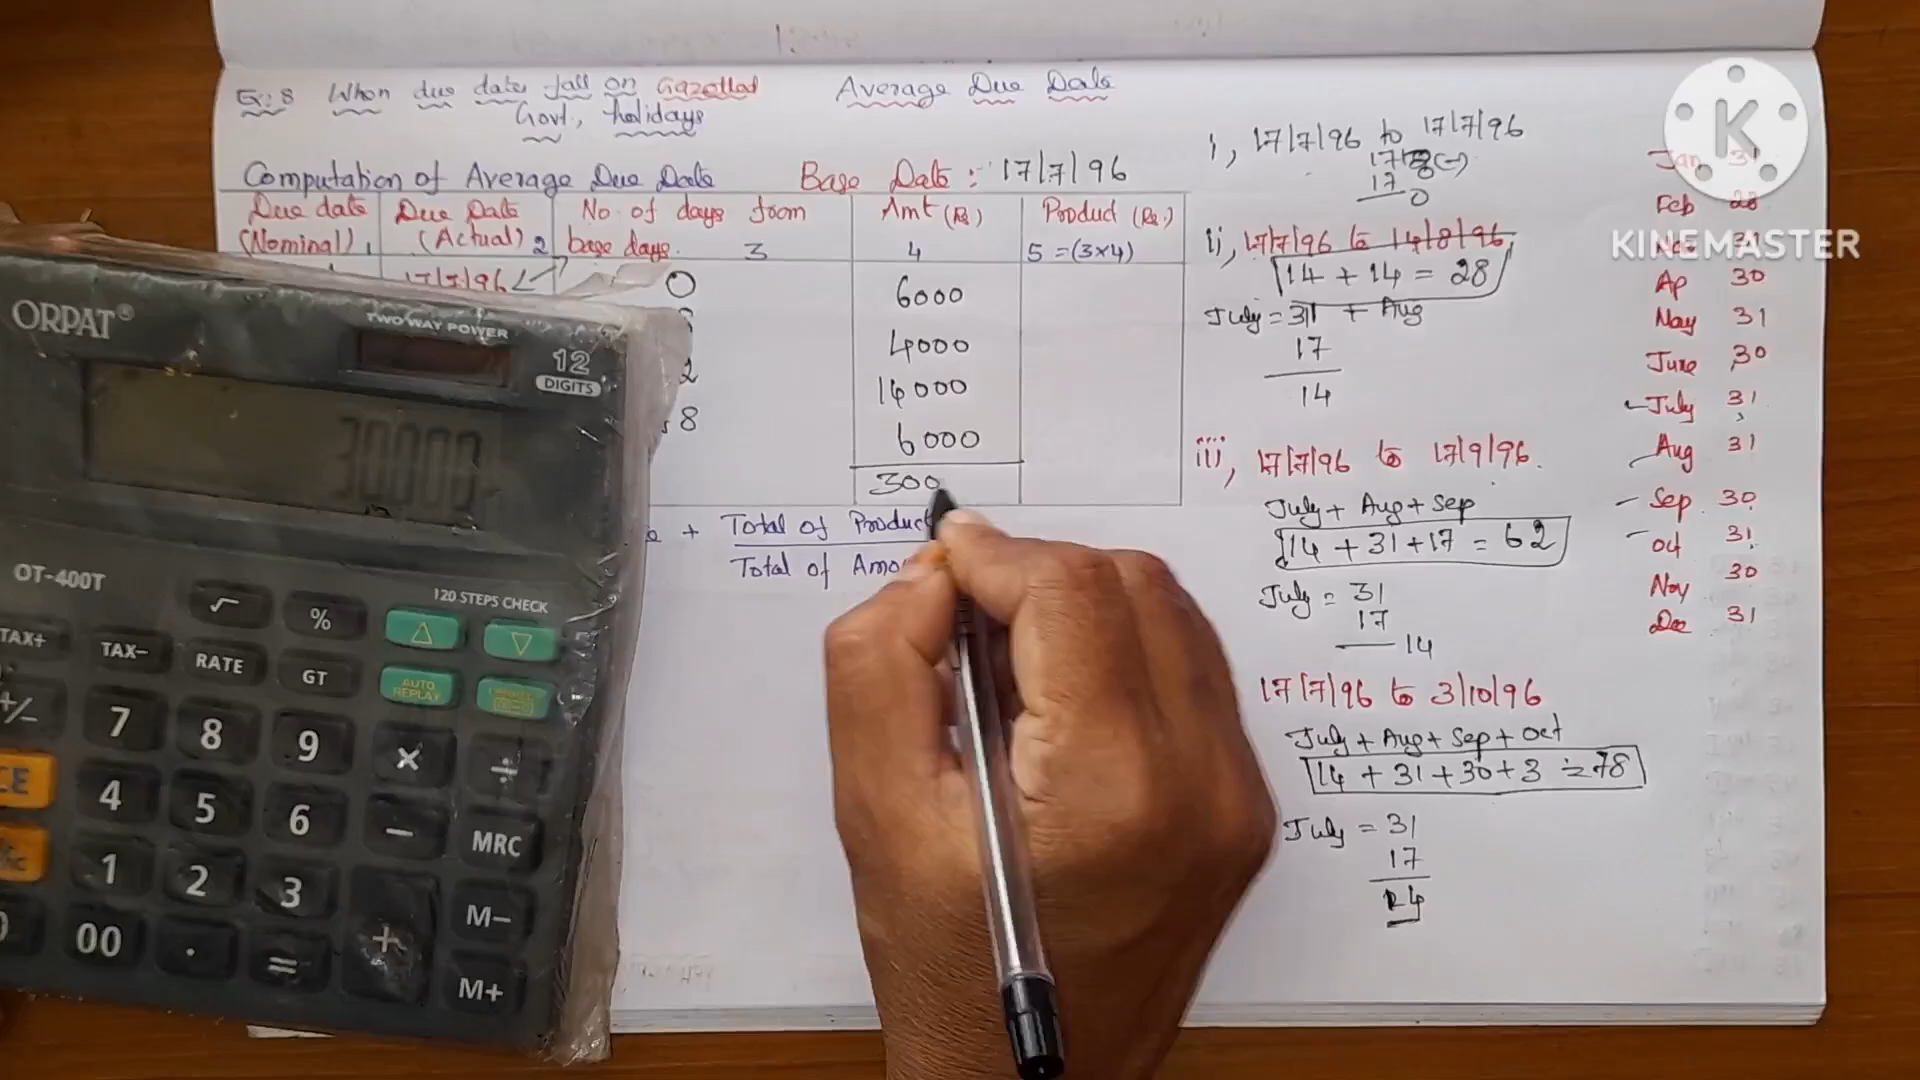 Ex: 8 When due dates fall on Gazetted Average Due Date
Govt., holidays
Computation of Average Due Date Base Date: 17/7/96
Due date (Nominal) 1
Due Date (Actual) 2
No. of days from base days. 3
Amt (Rs) 4
Product (Rs.) 5 = (3x4)
17/7/96
0 6000
4000
2 14000
8 6000
300
+ Total of Product
Total of Amo
i, 17/7/96 to 17/7/96
17
0
ii, 17/7/96 to 14/8/96
14 + 14 = 28
July = 31 + Aug
17
14
iii, 17/7/96 to 17/9/96.
July + Aug + Sep
14 + 31 + 17 = 62
July = 31
17
14
17/7/96 to 3/10/96
July + Aug + Sep + Oct
14 + 31 + 30 + 3 = 78
July = 31
17
14
Jan 31
Feb 28
31
Ap 30
May 31
June 30
July 31
Aug 31
Sep 30
Oct 31
Nov 30
Dec 31
K
KINEMASTER
ORPAT®
TWO WAY POWER
12
DIGITS
30000
OT-400T
120 STEPS CHECK
√ % △ ▽
TAX+ TAX− RATE GT AUTO REPLAY
+/− 7 8 9 × ÷
CE 4 5 6 − MRC
1 2 3 + M−
00 . = M+